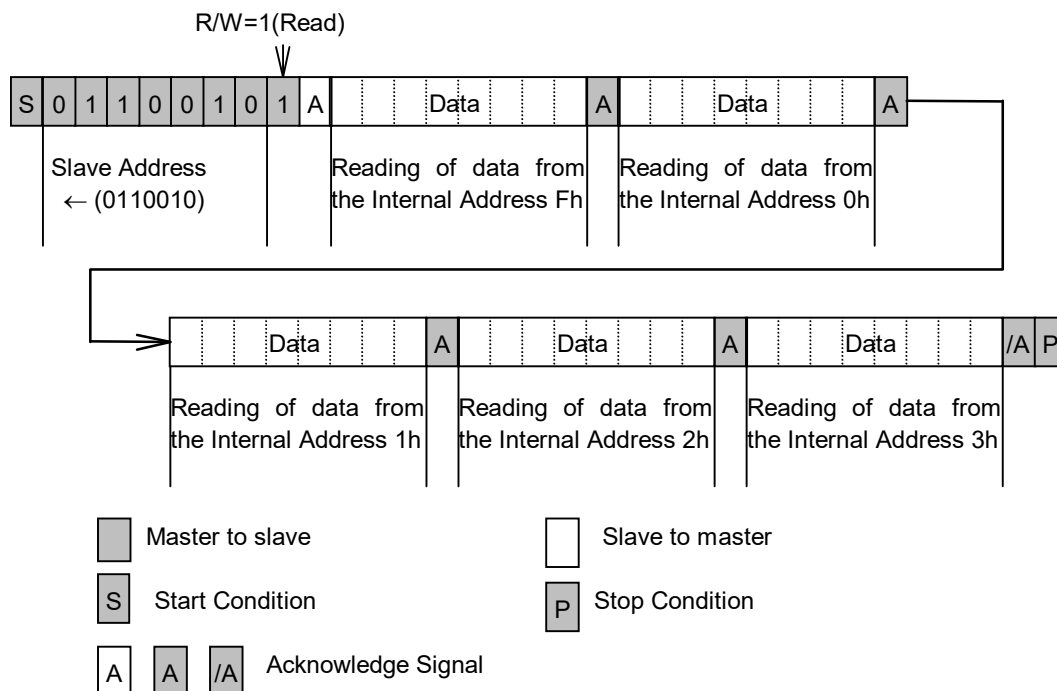 R/W=1(Read)
S 0 1 1 0 0 1 0 1 A Data A Data A
Slave Address
← (0110010)
Reading of data from
the Internal Address Fh
Reading of data from
the Internal Address 0h
Data A Data A Data /A P
Reading of data from
the Internal Address 1h
Reading of data from
the Internal Address 2h
Reading of data from
the Internal Address 3h
Master to slave
Slave to master
S Start Condition
P Stop Condition
A A /A Acknowledge Signal